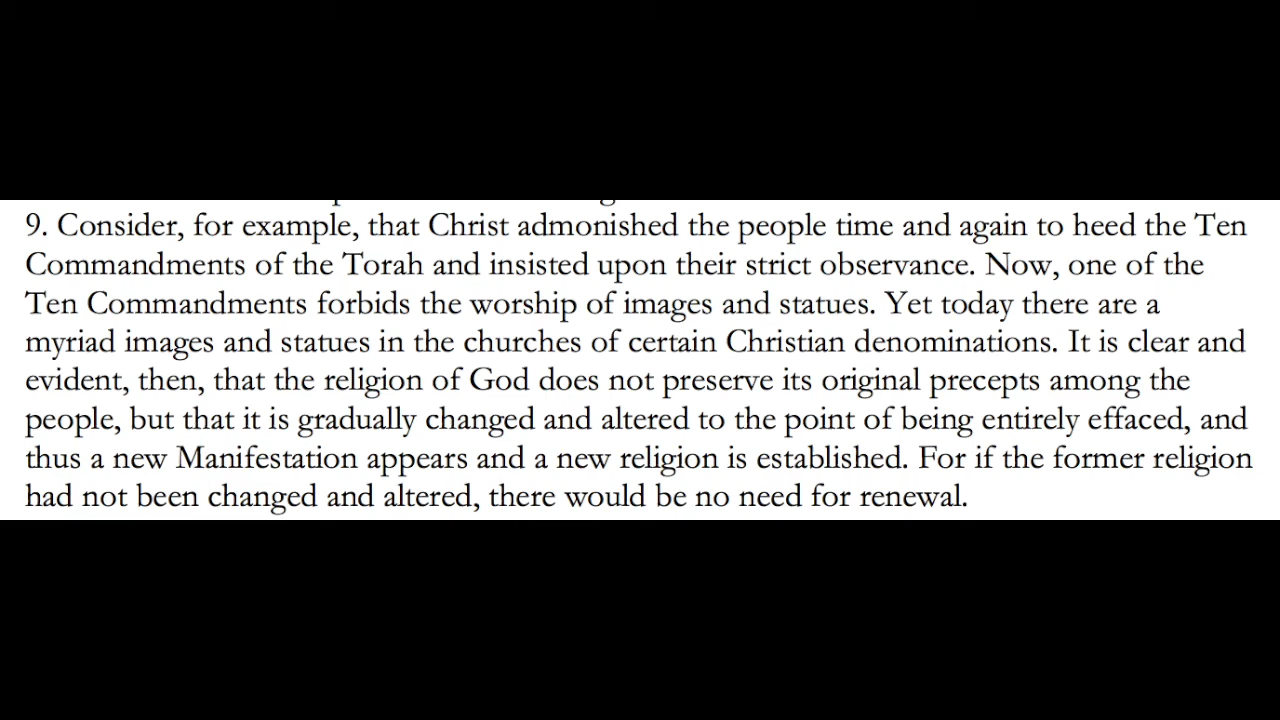 9. Consider, for example, that Christ admonished the people time and again to heed the Ten
Commandments of the Torah and insisted upon their strict observance. Now, one of the
Ten Commandments forbids the worship of images and statues. Yet today there are a
myriad images and statues in the churches of certain Christian denominations. It is clear and
evident, then, that the religion of God does not preserve its original precepts among the
people, but that it is gradually changed and altered to the point of being entirely effaced, and
thus a new Manifestation appears and a new religion is established. For if the former religion
had not been changed and altered, there would be no need for renewal.